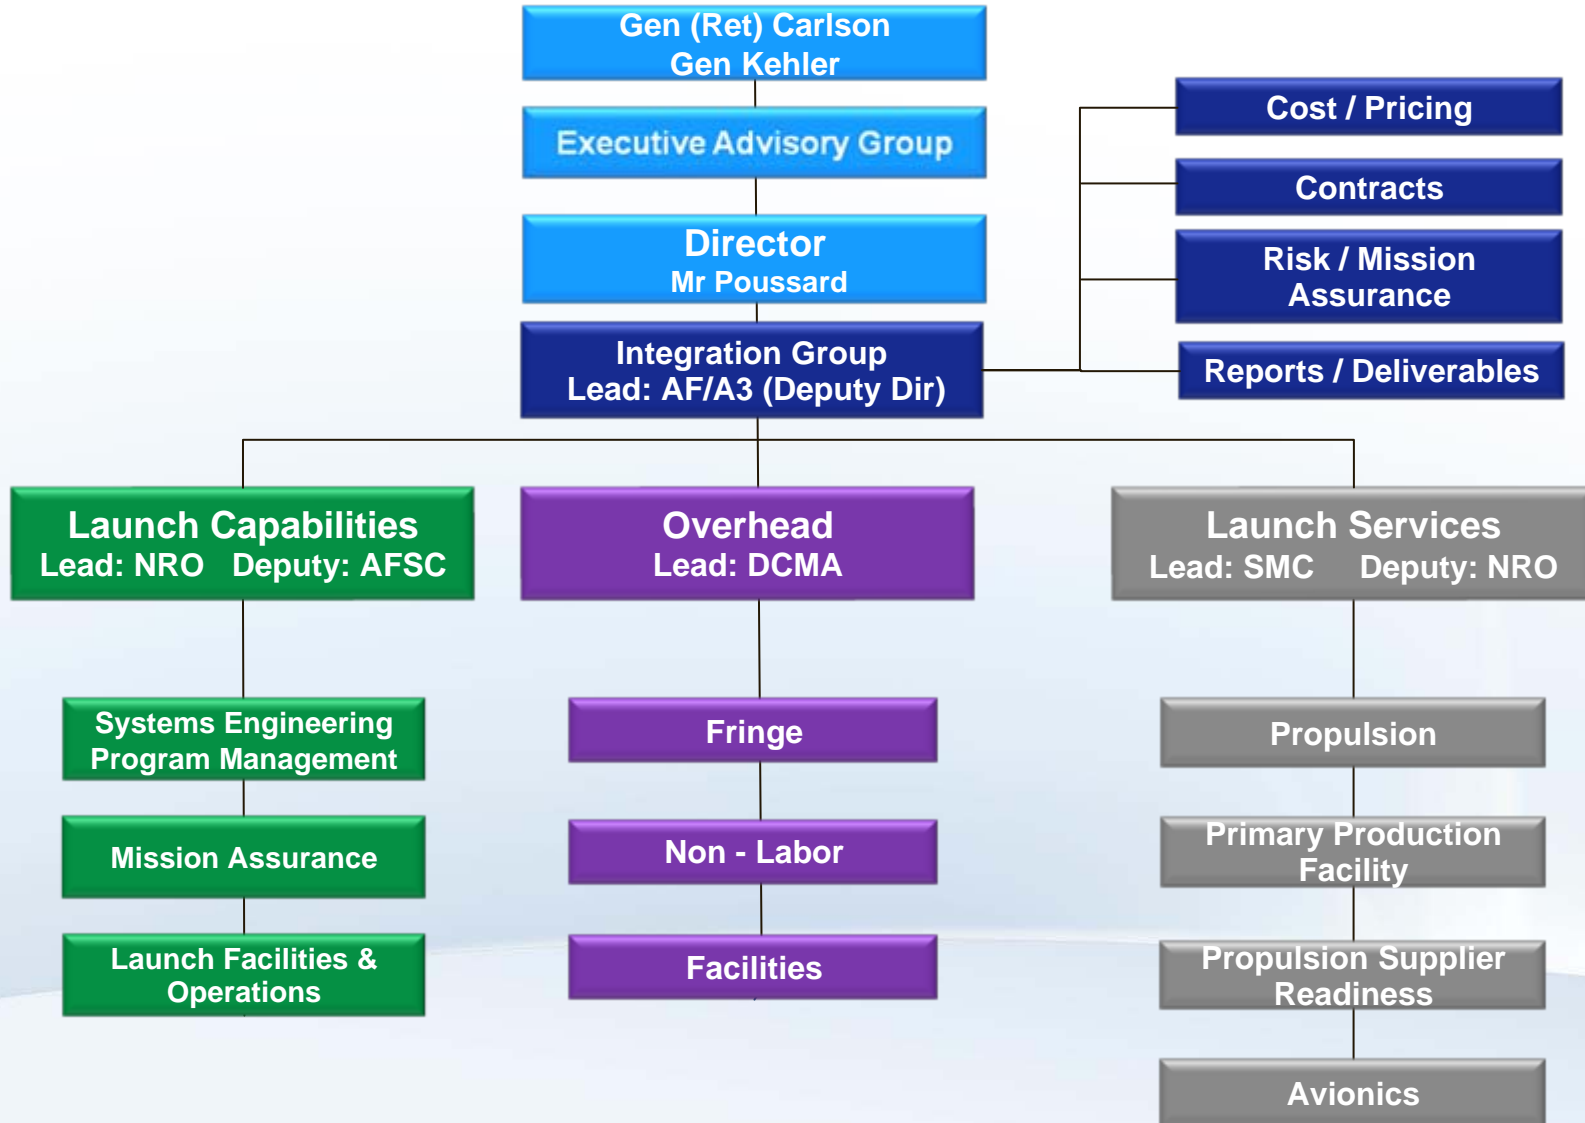 Gen (Ret) Carlson
Gen Kehler
Executive Advisory Group
Director
Mr Poussard
Integration Group
Lead: AF/A3 (Deputy Dir)
Cost / Pricing
Contracts
Risk / Mission
Assurance
Reports / Deliverables
Launch Capabilities
Lead: NRO Deputy: AFSC
Systems Engineering
Program Management
Mission Assurance
Launch Facilities &
Operations
Overhead
Lead: DCMA
Fringe
Non - Labor
Facilities
Launch Services
Lead: SMC Deputy: NRO
Propulsion
Primary Production
Facility
Propulsion Supplier
Readiness
Avionics